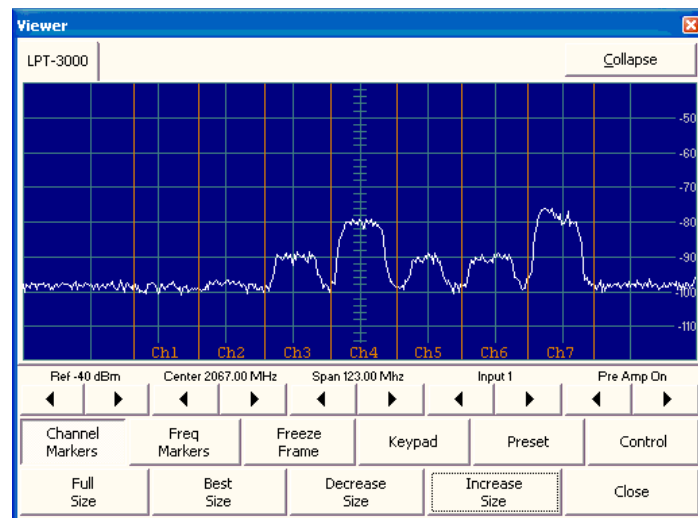 Viewer
LPT-3000
Collapse
-50
-60
-70
-80
-90
-100
-110
Ch1 Ch2 Ch3 Ch4 Ch5 Ch6 Ch7
Ref -40 dBm Center 2067.00 MHz Span 123.00 Mhz Input 1 Pre Amp On
Channel Markers
Freq Markers
Freeze Frame
Keypad
Preset
Control
Full Size
Best Size
Decrease Size
Increase Size
Close